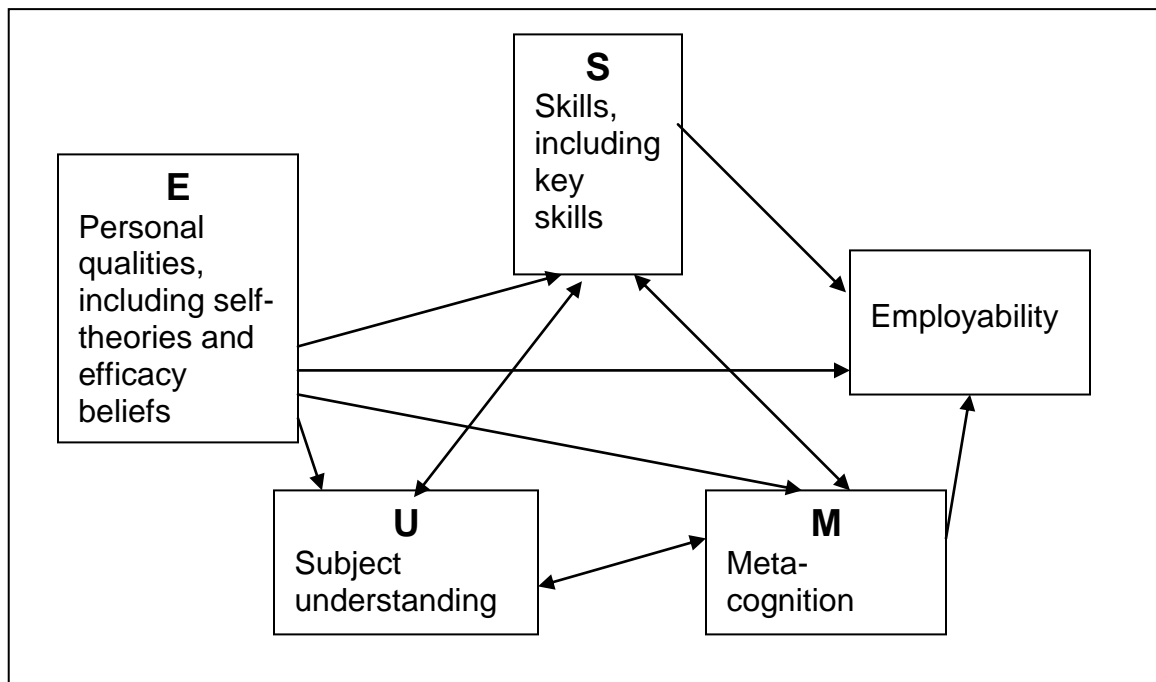 S
Skills,
including
key
skills
E
Personal
qualities,
including self-
theories and
efficacy
beliefs
Employability
U
Subject
understanding
M
Meta-
cognition